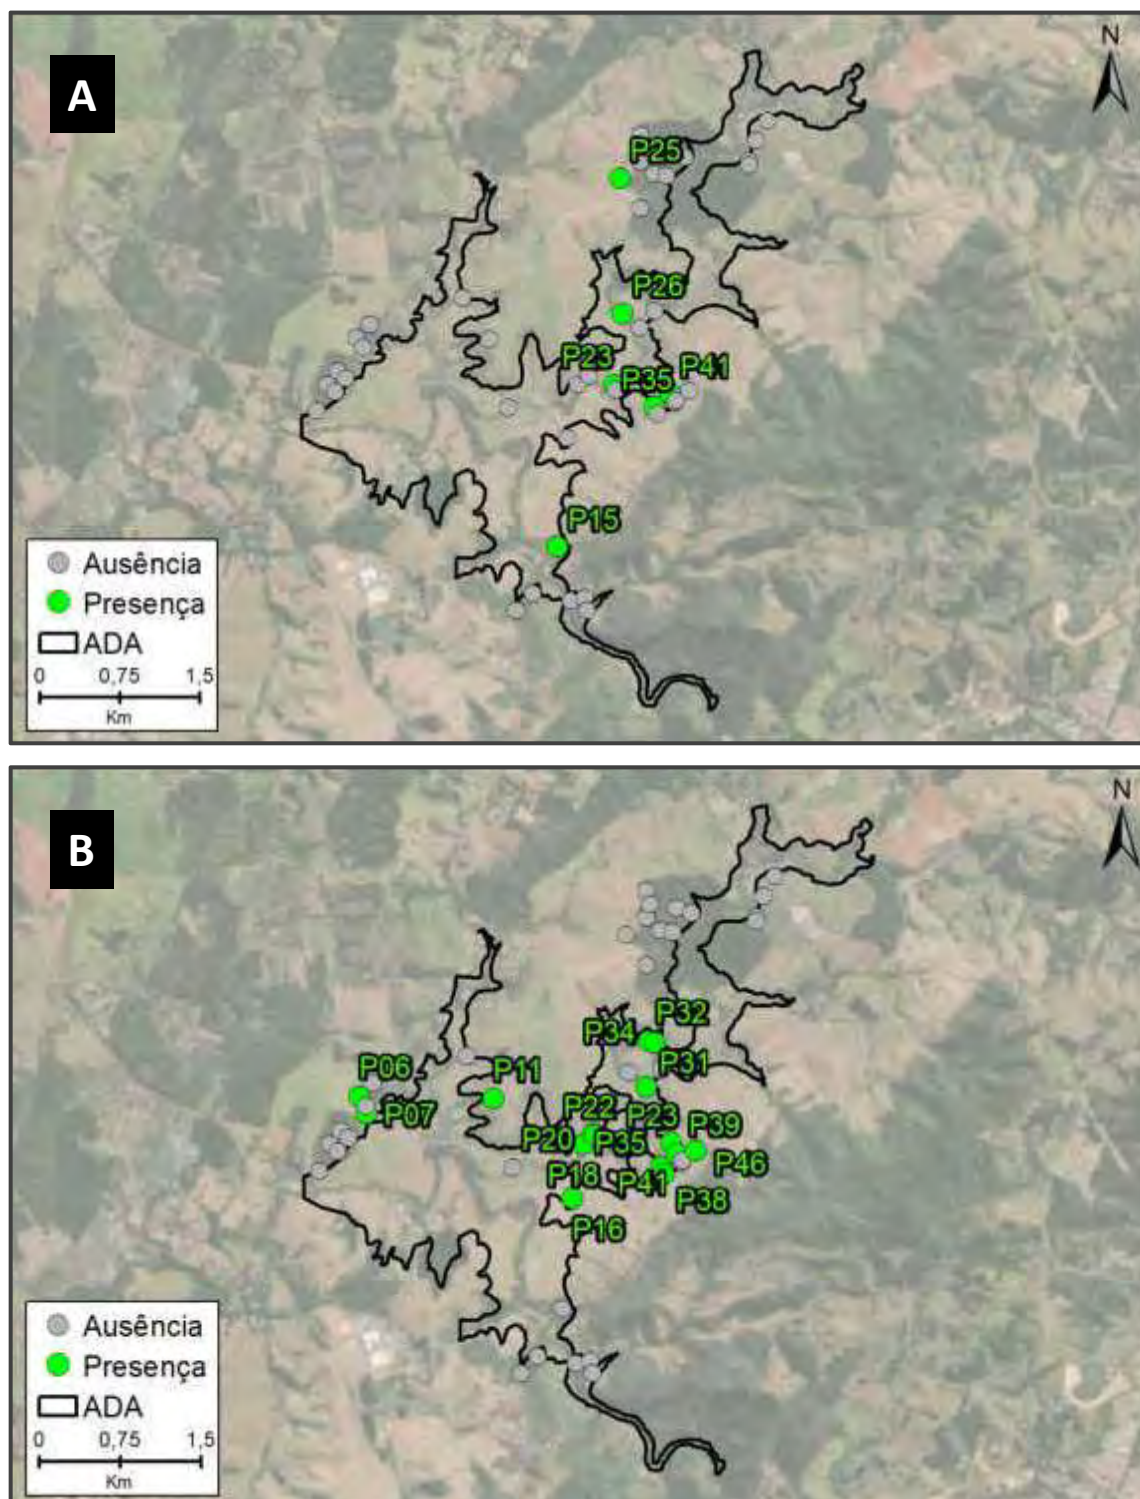 A
N
P25
P26
P23
P35
P41
P15
Ausência
Presença
ADA
0 0,75 1,5
Km
B
N
P32
P34
P31
P06
P11
P07
P22
P23
P20
P35
P39
P18
P41
P46
P38
P16
Ausência
Presença
ADA
0 0,75 1,5
Km